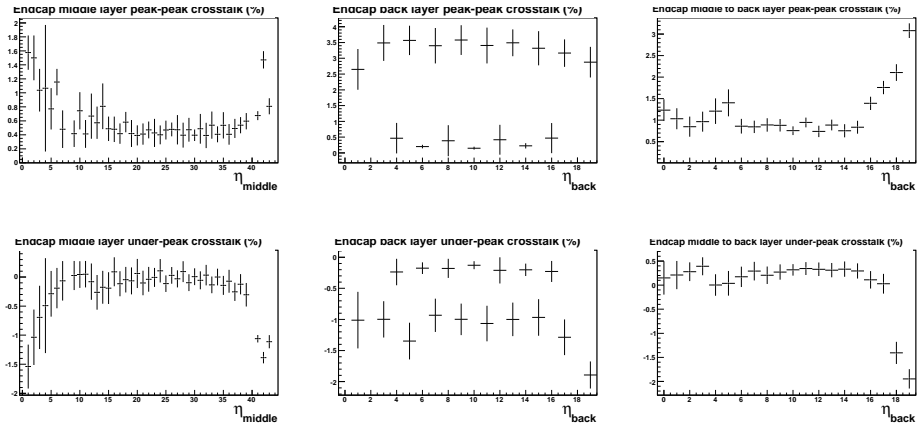 Endcap middle layer peak-peak crosstalk (%)
2
1.8
1.6
1.4
1.2
1
0.8
0.6
0.4
0.2
0
0 5 10 15 20 25 30 35 40
η middle
Endcap back layer peak-peak crosstalk (%)
4
3.5
3
2.5
2
1.5
1
0.5
0
0 2 4 6 8 10 12 14 16 18
η back
Endcap middle to back layer peak-peak crosstalk (%)
3
2.5
2
1.5
1
0.5
0 2 4 6 8 10 12 14 16 18
η back
Endcap middle layer under-peak crosstalk (%)
0
-0.5
-1
-1.5
-2
0 5 10 15 20 25 30 35 40
η middle
Endcap back layer under-peak crosstalk (%)
0
-0.5
-1
-1.5
-2
0 2 4 6 8 10 12 14 16 18
η back
Endcap middle to back layer under-peak crosstalk (%)
0.5
0
-0.5
-1
-1.5
-2
0 2 4 6 8 10 12 14 16 18
η back